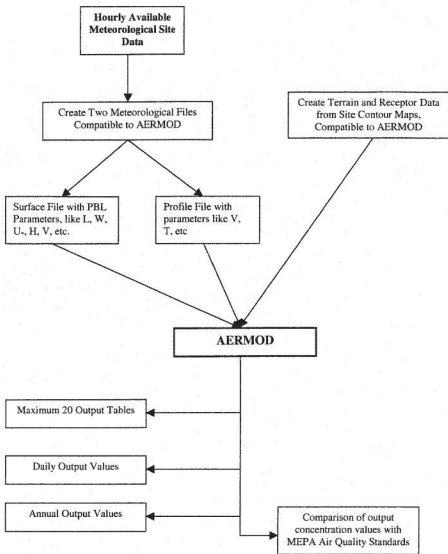 Hourly Available
Meteorological Site
Data
Create Two Meteorological Files
Compatible to AERMOD
Create Terrain and Receptor Data
from Site Contour Maps,
Compatible to AERMOD
Surface File with PBL
Parameters, like L, W,
U*, H, V, etc.
Profile File with
parameters like V,
T, etc
AERMOD
Maximum 20 Output Tables
Daily Output Values
Annual Output Values
Comparison of output
concentration values with
MEPA Air Quality Standards